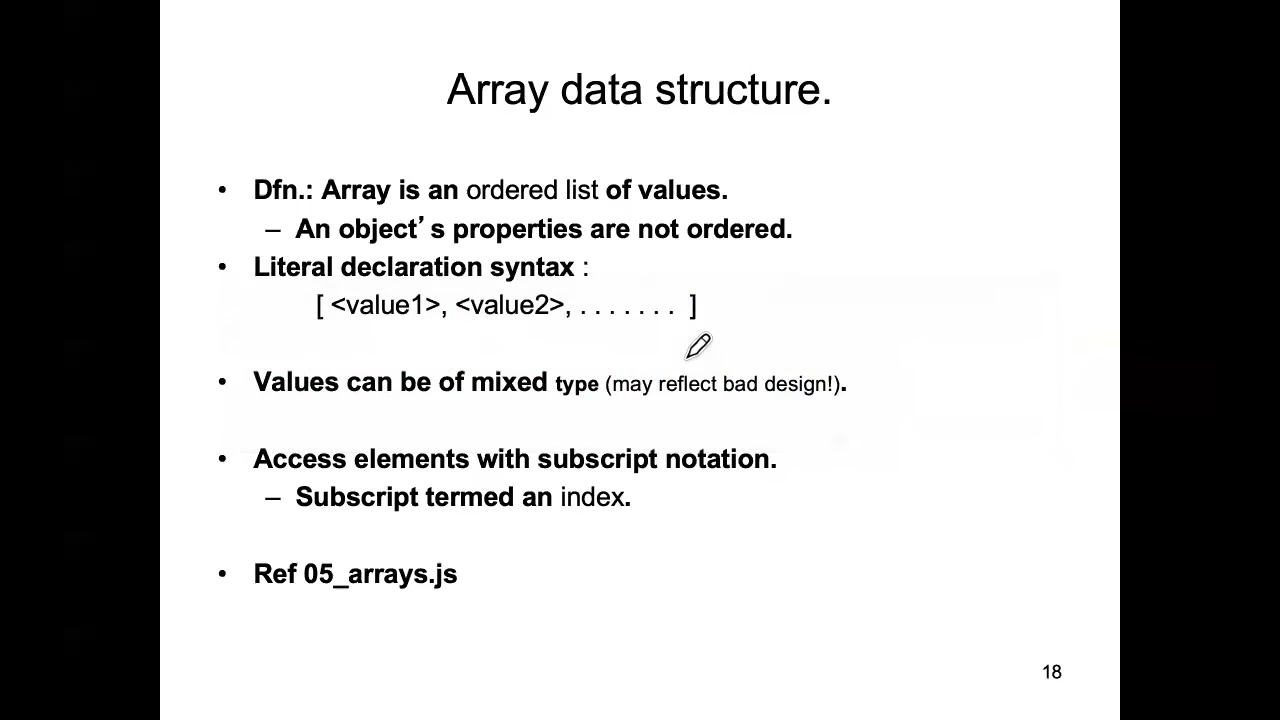 Array data structure.
• Dfn.: Array is an ordered list of values.
– An object’s properties are not ordered.
• Literal declaration syntax :
[ <value1>, <value2>, . . . . . . . ]
• Values can be of mixed type (may reflect bad design!).
• Access elements with subscript notation.
– Subscript termed an index.
• Ref 05_arrays.js
18